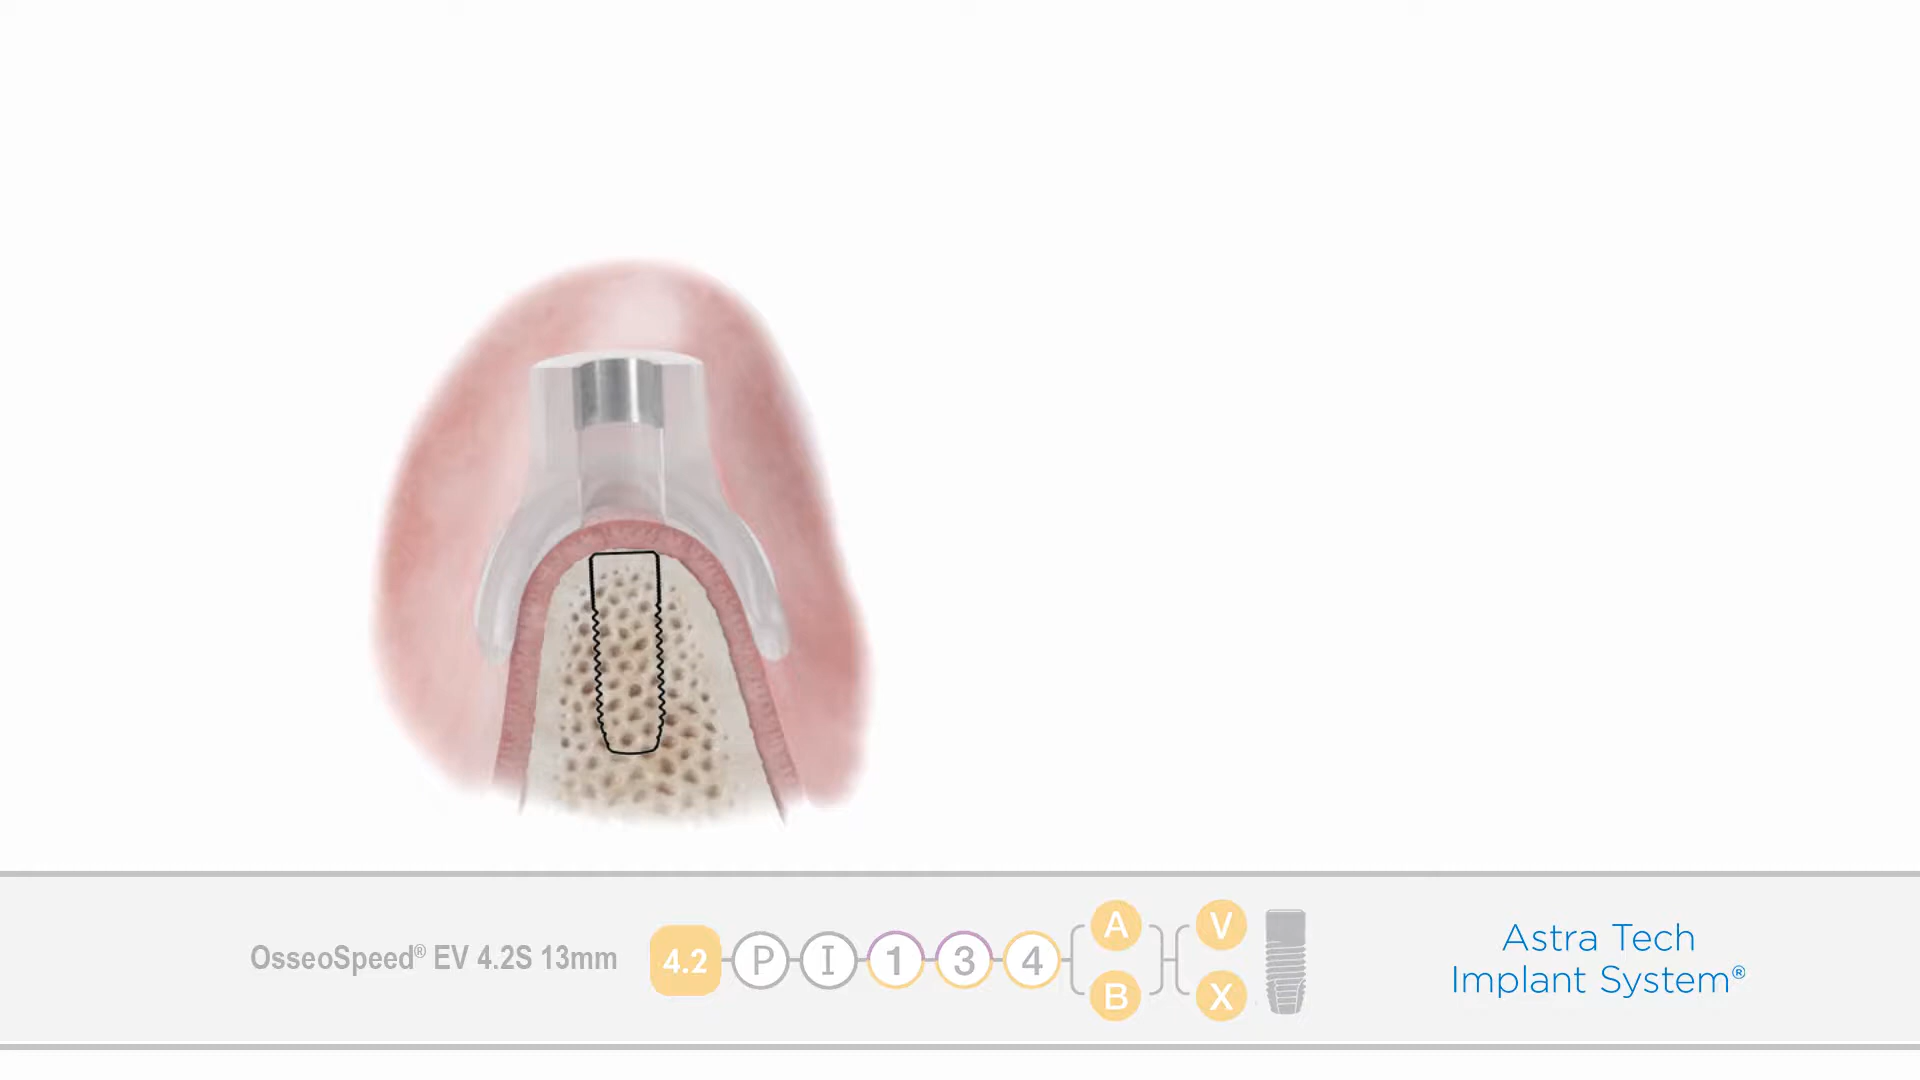 OsseoSpeed® EV 4.2S 13mm
4.2 P I 1 3 4
A
B
V
X
Astra Tech
Implant System®